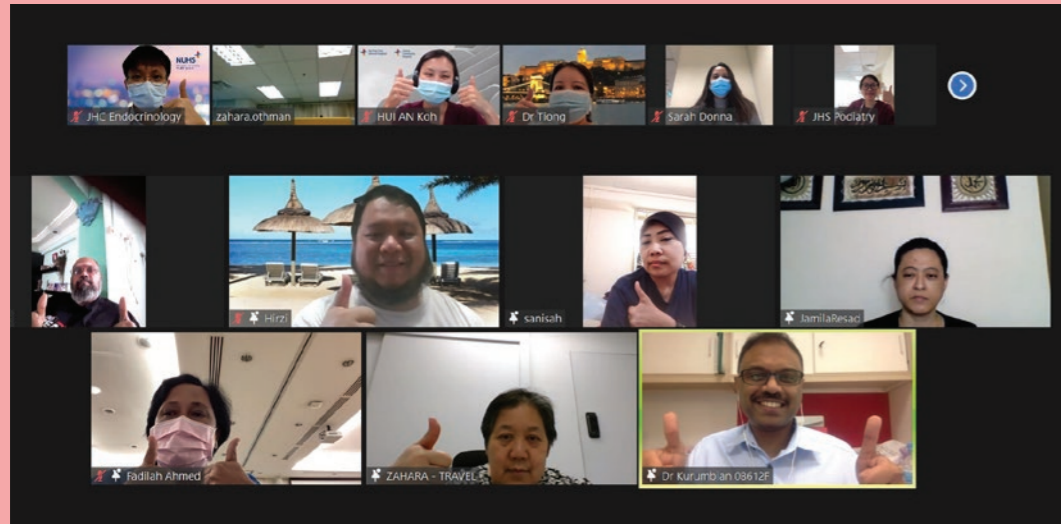 NUHS
JHC Endocrinology
zahara.othman
HUI AN Koh
Dr Tiong
Sarah Donna
JHS Podiatry
Hirzi
sanisah
JamilaResad
Fadilah Ahmed
ZAHARA - TRAVEL
Dr Kurumbian 08612F